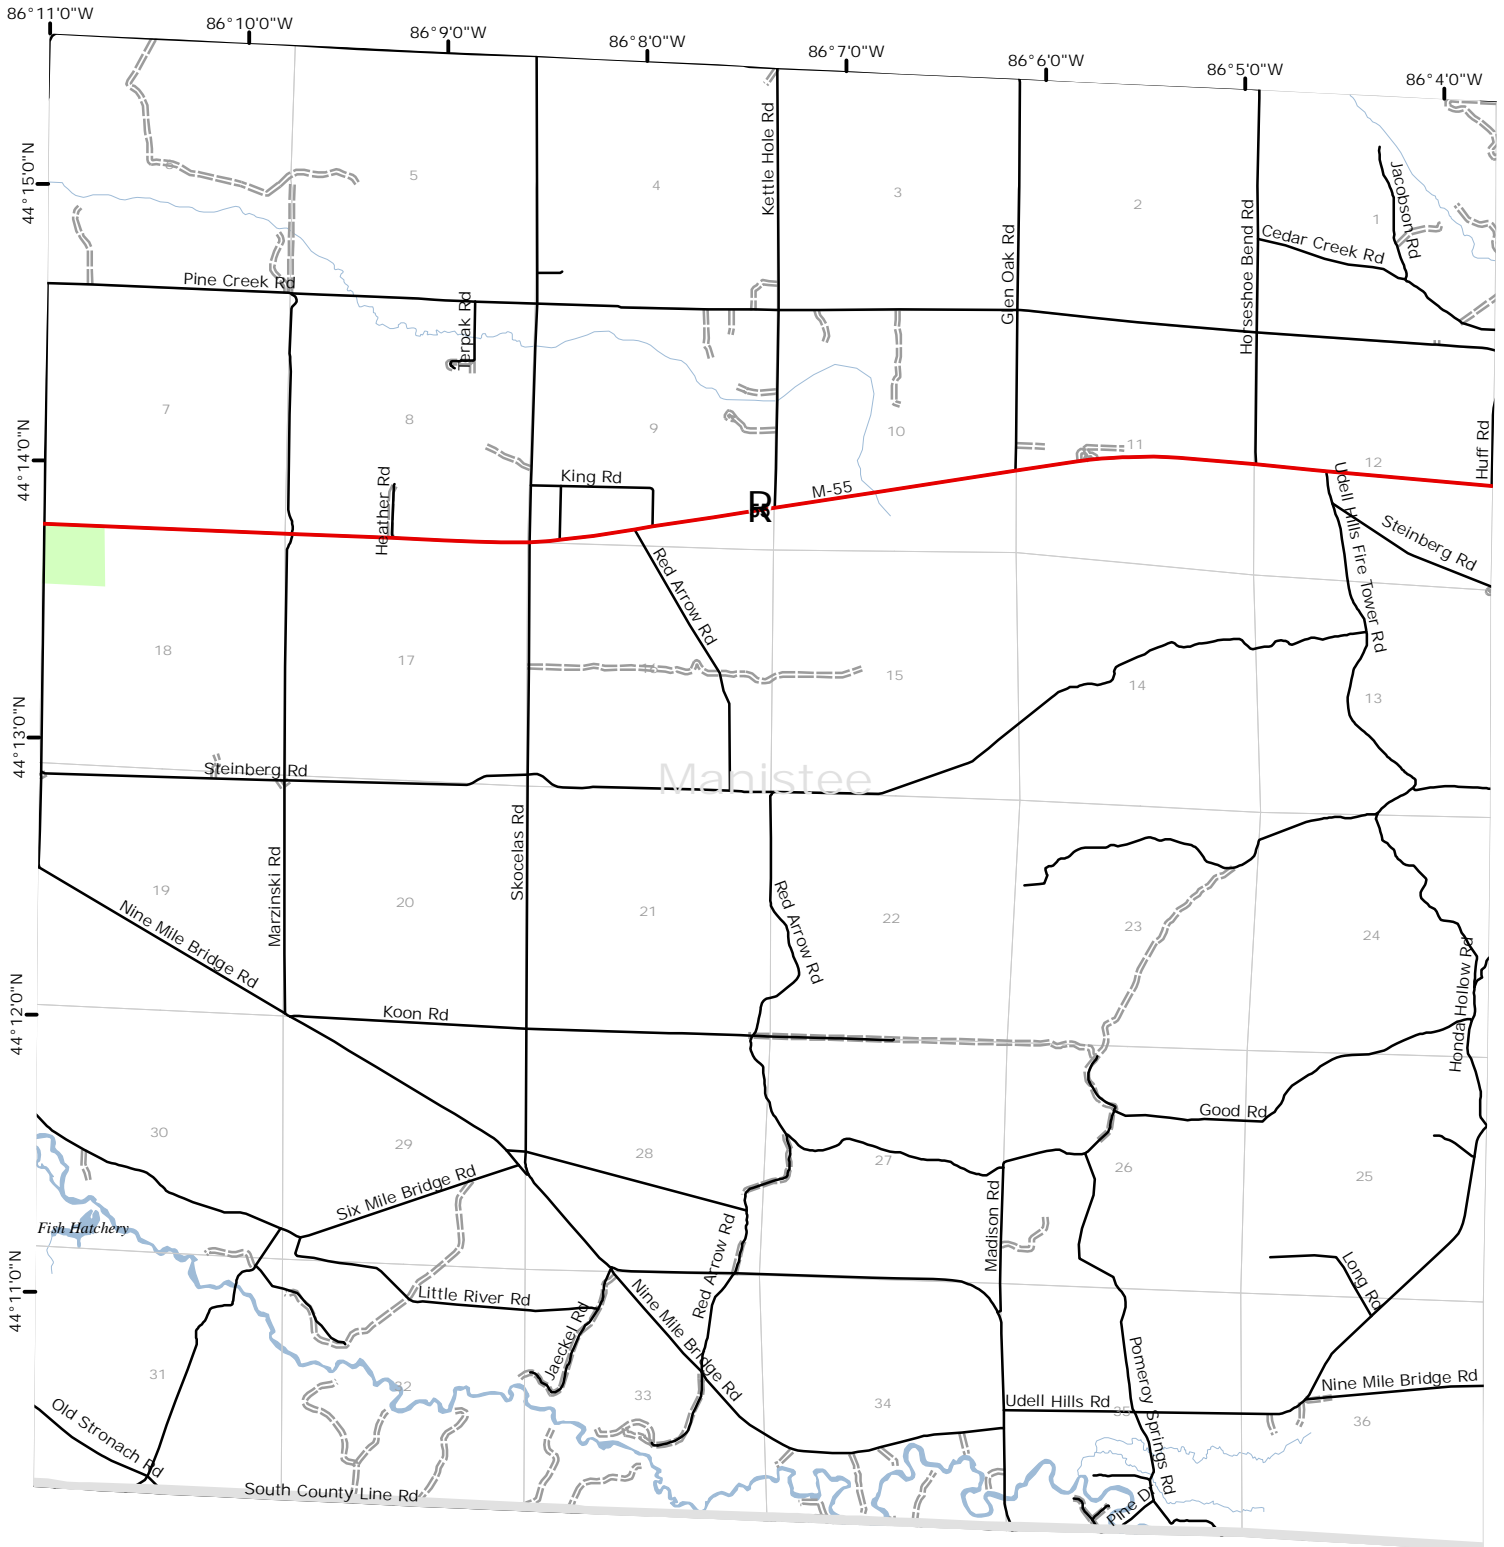 86°11'0"W
86°10'0"W
86°9'0"W
86°8'0"W
86°7'0"W
86°6'0"W
86°5'0"W
86°4'0"W
44°15'0"N
44°14'0"N
44°13'0"N
44°12'0"N
44°11'0"N
6
5
4
3
2
1
Kettle Hole Rd
Glen Oak Rd
Horseshoe Bend Rd
Jacobson Rd
Cedar Creek Rd
Pine Creek Rd
Terpak Rd
7
8
9
10
11
12
Huff Rd
Heather Rd
King Rd
R
55
M-55
Udell Hills Fire Tower Rd
Steinberg Rd
Red Arrow Rd
18
17
16
15
14
13
Steinberg Rd
Manistee
Marzinski Rd
Skocelas Rd
19
20
21
22
23
24
Nine Mile Bridge Rd
Red Arrow Rd
Honda Hollow Rd
Koon Rd
Good Rd
30
29
28
27
26
25
Six Mile Bridge Rd
Madison Rd
Fish Hatchery
Red Arrow Rd
Little River Rd
Jaeckel Rd
Nine Mile Bridge Rd
Long Rd
Pomeroy Springs Rd
31
32
33
34
35
36
Udell Hills Rd
Nine Mile Bridge Rd
Old Stronach Rd
South County Line Rd
Pine D